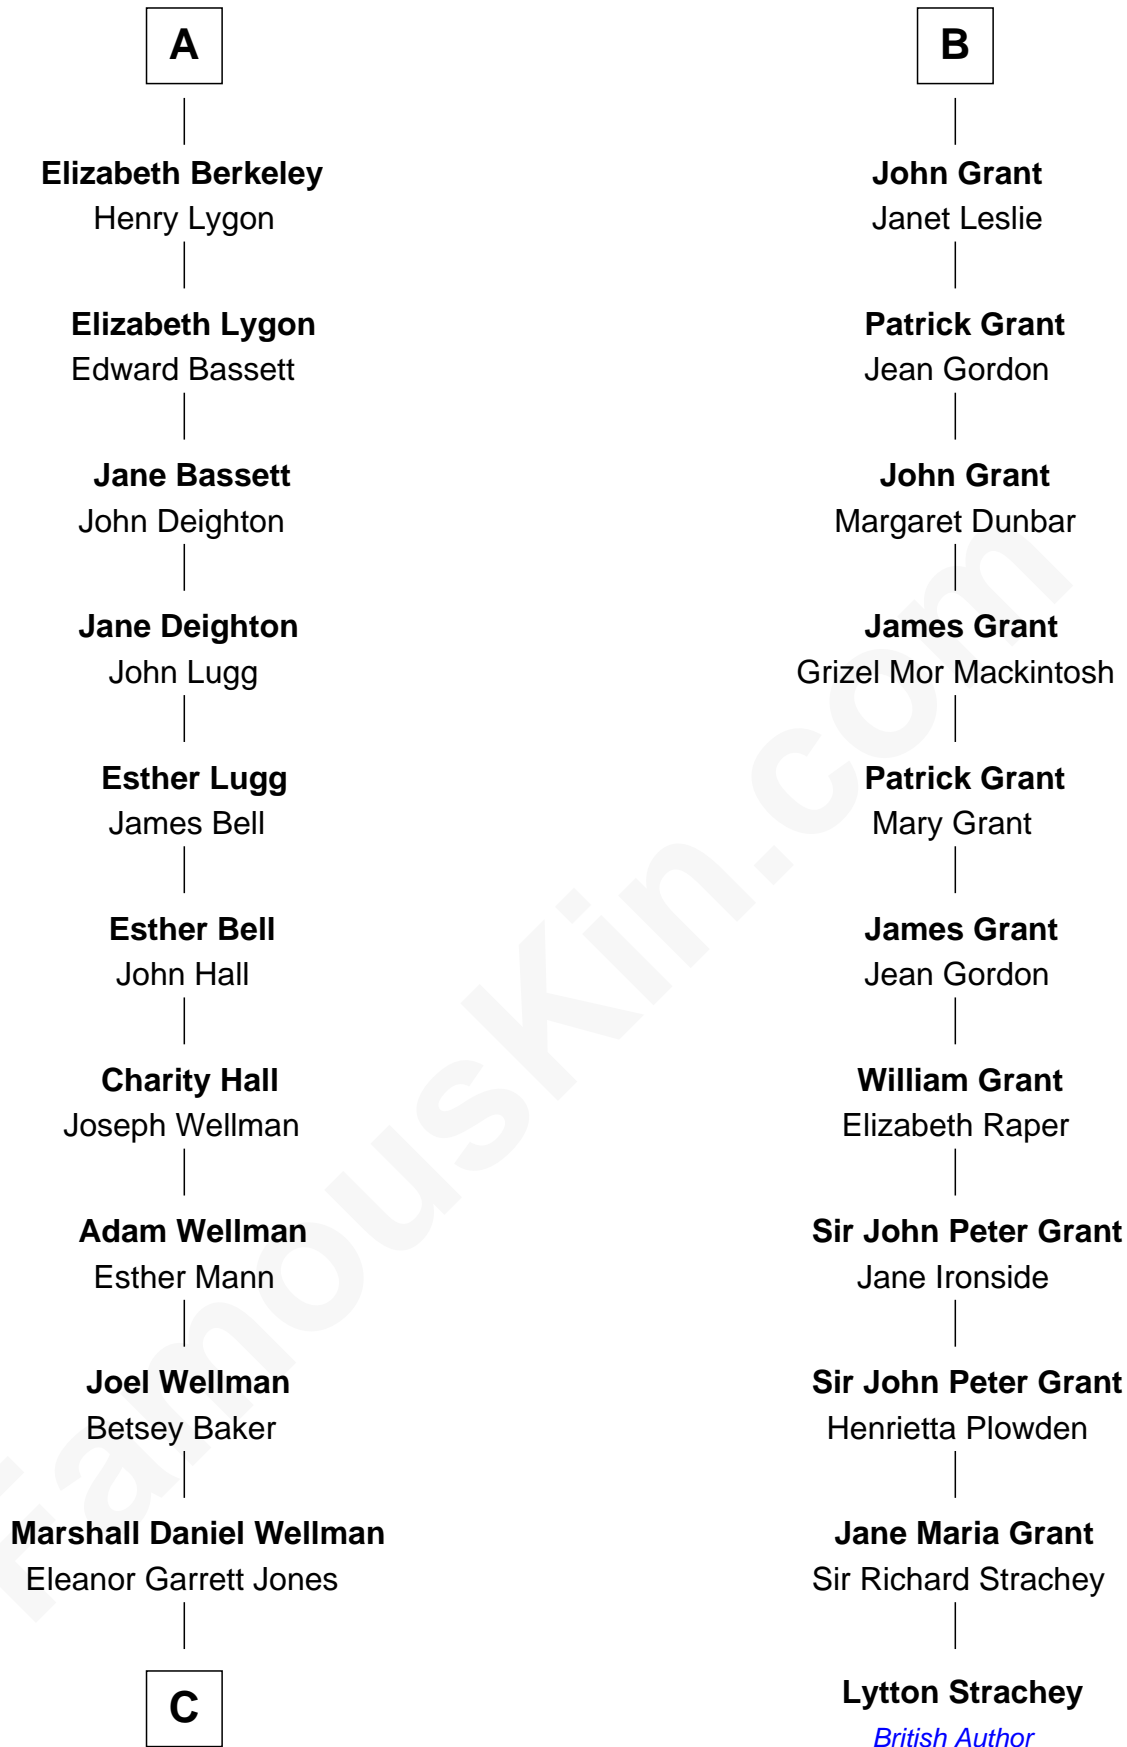 A
Elizabeth Berkeley
Henry Lygon
Elizabeth Lygon
Edward Bassett
Jane Bassett
John Deighton
Jane Deighton
John Lugg
Esther Lugg
James Bell
Esther Bell
John Hall
Charity Hall
Joseph Wellman
Adam Wellman
Esther Mann
Joel Wellman
Betsey Baker
Marshall Daniel Wellman
Eleanor Garrett Jones
C
B
John Grant
Janet Leslie
Patrick Grant
Jean Gordon
John Grant
Margaret Dunbar
James Grant
Grizel Mor Mackintosh
Patrick Grant
Mary Grant
James Grant
Jean Gordon
William Grant
Elizabeth Raper
Sir John Peter Grant
Jane Ironside
Sir John Peter Grant
Henrietta Plowden
Jane Maria Grant
Sir Richard Strachey
Lytton Strachey
British Author
FamousKin.com